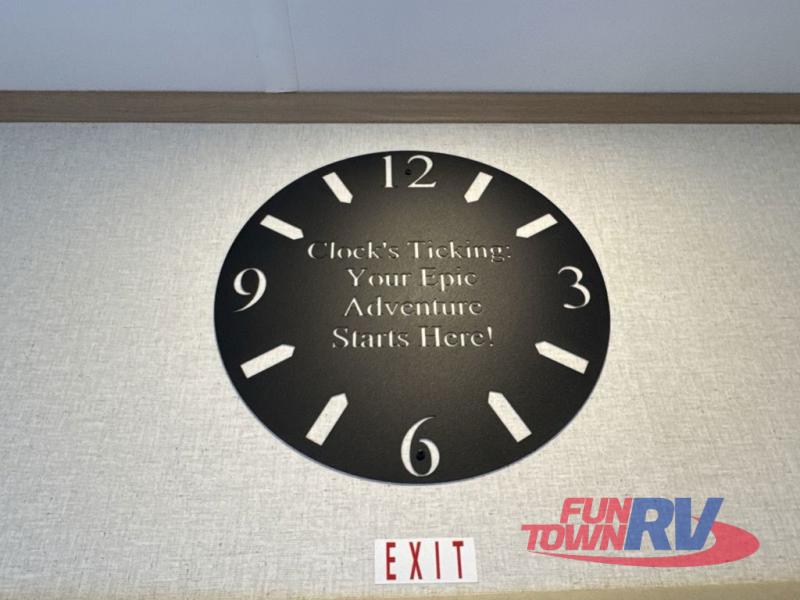 12
9
3
Clock's Ticking:
Your Epic
Adventure
Starts Here!
6
EXIT
FUN
TOWN RV